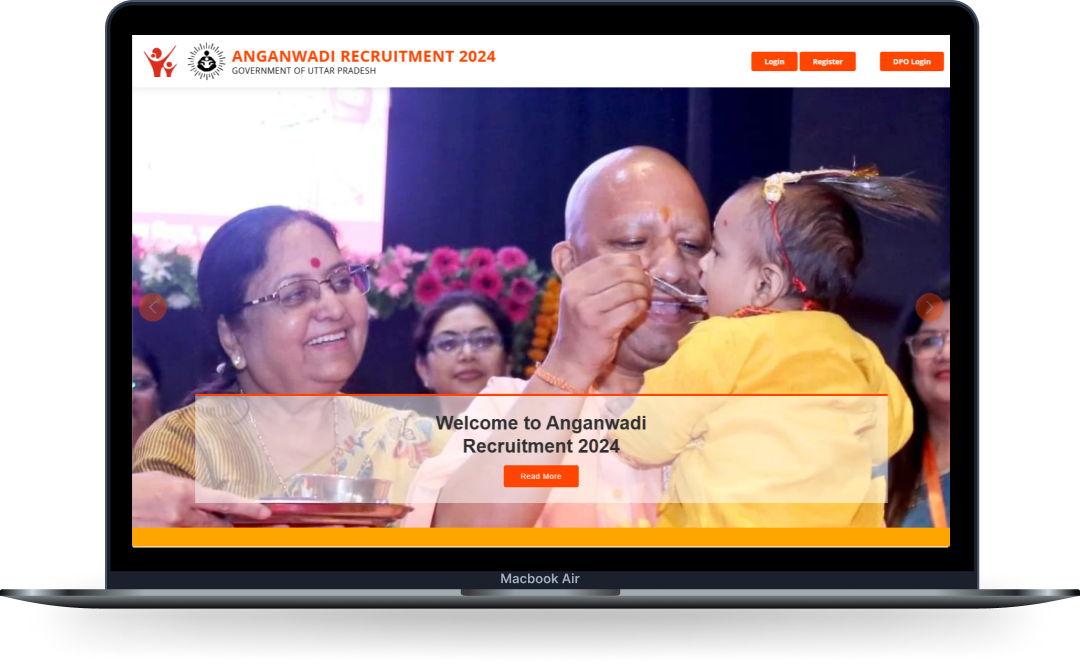 ANGANWADI RECRUITMENT 2024
GOVERNMENT OF UTTAR PRADESH
Login
Register
DPO Login
Welcome to Anganwadi
Recruitment 2024
Read More
Macbook Air